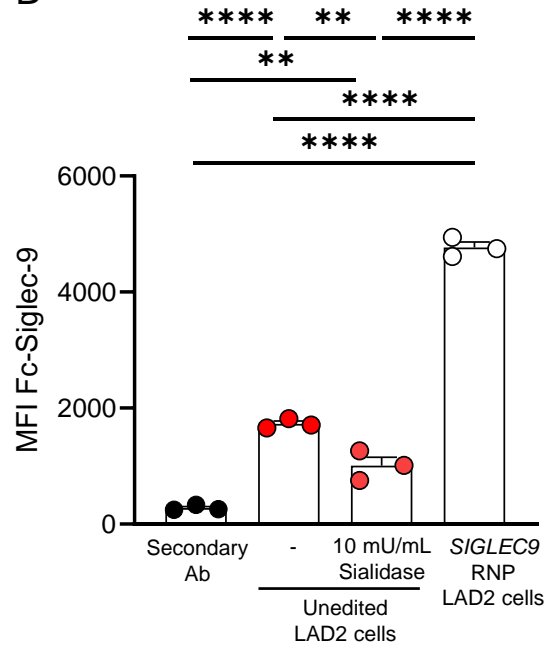 **** ** ****
**
****
****
6000
4000
2000
0
MFI Fc-Siglec-9
Secondary
Ab
-
10 mU/mL
Sialidase
SIGLEC9
RNP
LAD2 cells
Unedited
LAD2 cells